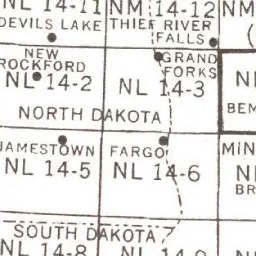 NL 14-11 NM 14-12 NM
DEVILS LAKE THIEF RIVER
FALLS
NEW
ROCKFORD
GRAND
FORKS
NL 14-2 NL 14-3
NORTH DAKOTA BEM
JAMESTOWN FARGO MIN
NL 14-5 NL 14-6
BR
SOUTH DAKOTA
NL 14-8